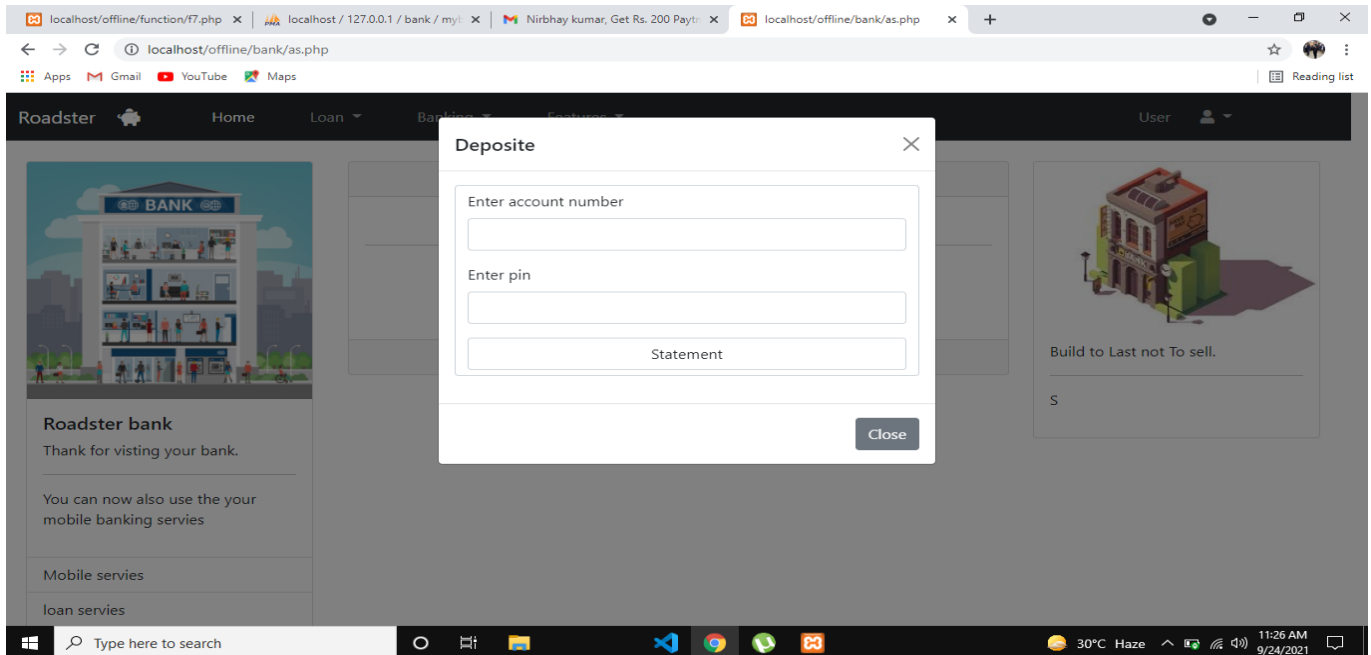 localhost/offline/function/f7.php
localhost / 127.0.0.1 / bank / myb
Nirbhay kumar, Get Rs. 200 Paytm
localhost/offline/bank/as.php
localhost/offline/bank/as.php
Apps
Gmail
YouTube
Maps
Reading list
Roadster
Home
Loan
Banking
Features
User
Deposite
Enter account number
Enter pin
Statement
Close
BANK
Roadster bank
Thank for visting your bank.
You can now also use the your
mobile banking servies
Mobile servies
loan servies
Build to Last not To sell.
S
Type here to search
30°C Haze
11:26 AM
9/24/2021